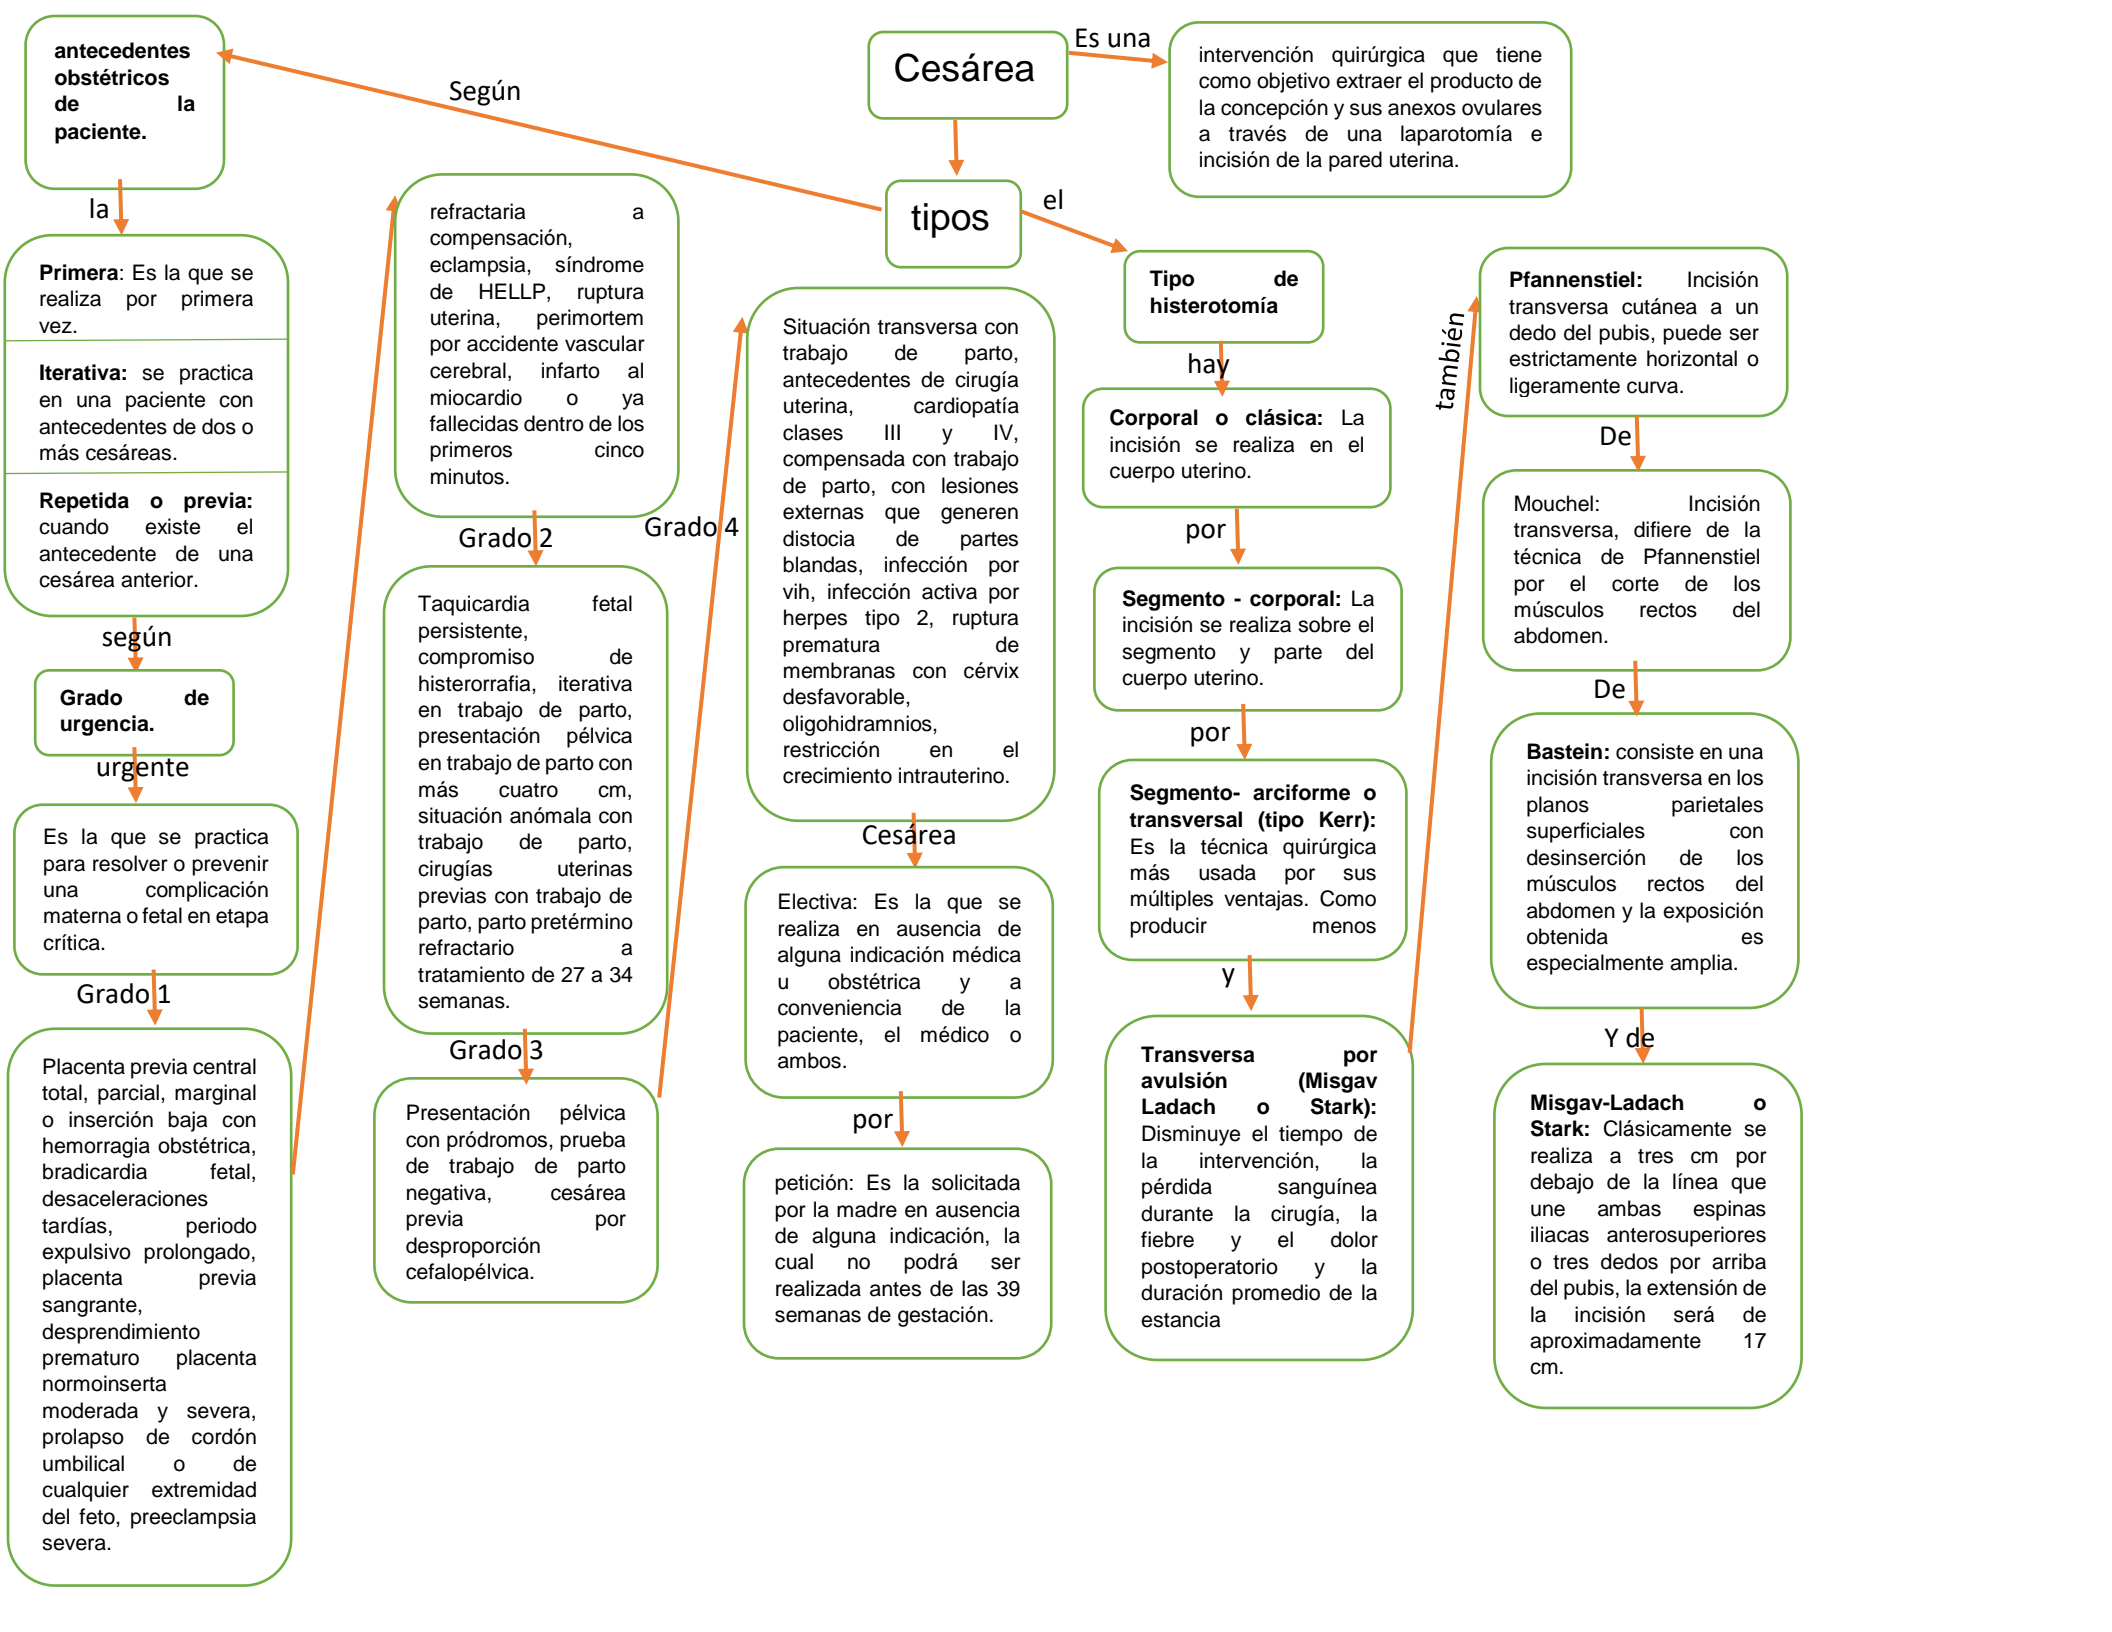 Cesárea
Es una
intervención quirúrgica que tiene
como objetivo extraer el producto de
la concepción y sus anexos ovulares
a través de una laparotomía e
incisión de la pared uterina.
tipos
Según
antecedentes
obstétricos
de la
paciente.
la
Primera: Es la que se
realiza por primera
vez.
Iterativa: se practica
en una paciente con
antecedentes de dos o
más cesáreas.
Repetida o previa:
cuando existe el
antecedente de una
cesárea anterior.
según
Grado de
urgencia.
urgente
Es la que se practica
para resolver o prevenir
una complicación
materna o fetal en etapa
crítica.
Grado 1
Placenta previa central
total, parcial, marginal
o inserción baja con
hemorragia obstétrica,
bradicardia fetal,
desaceleraciones
tardías, periodo
expulsivo prolongado,
placenta previa
sangrante,
desprendimiento
prematuro placenta
normoinserta
moderada y severa,
prolapso de cordón
umbilical o de
cualquier extremidad
del feto, preeclampsia
severa.
refractaria a
compensación,
eclampsia, síndrome
de HELLP, ruptura
uterina, perimortem
por accidente vascular
cerebral, infarto al
miocardio o ya
fallecidas dentro de los
primeros cinco
minutos.
Grado 2
Taquicardia fetal
persistente,
compromiso de
histerorrafia, iterativa
en trabajo de parto,
presentación pélvica
en trabajo de parto con
más cuatro cm,
situación anómala con
trabajo de parto,
cirugías uterinas
previas con trabajo de
parto, parto pretérmino
refractario a
tratamiento de 27 a 34
semanas.
Grado 3
Presentación pélvica
con pródromos, prueba
de trabajo de parto
negativa, cesárea
previa por
desproporción
cefalopélvica.
Grado 4
Situación transversa con
trabajo de parto,
antecedentes de cirugía
uterina, cardiopatía
clases III y IV,
compensada con trabajo
de parto, con lesiones
externas que generen
distocia de partes
blandas, infección por
vih, infección activa por
herpes tipo 2, ruptura
prematura de
membranas con cérvix
desfavorable,
oligohidramnios,
restricción en el
crecimiento intrauterino.
Cesárea
Electiva: Es la que se
realiza en ausencia de
alguna indicación médica
u obstétrica y a
conveniencia de la
paciente, el médico o
ambos.
por
petición: Es la solicitada
por la madre en ausencia
de alguna indicación, la
cual no podrá ser
realizada antes de las 39
semanas de gestación.
el
Tipo de
histerotomía
hay
Corporal o clásica: La
incisión se realiza en el
cuerpo uterino.
por
Segmento - corporal: La
incisión se realiza sobre el
segmento y parte del
cuerpo uterino.
por
Segmento- arciforme o
transversal (tipo Kerr):
Es la técnica quirúrgica
más usada por sus
múltiples ventajas. Como
producir menos
y
Transversa por
avulsión (Misgav
Ladach o Stark):
Disminuye el tiempo de
la intervención, la
pérdida sanguínea
durante la cirugía, la
fiebre y el dolor
postoperatorio y la
duración promedio de la
estancia
también
Pfannenstiel: Incisión
transversa cutánea a un
dedo del pubis, puede ser
estrictamente horizontal o
ligeramente curva.
De
Mouchel: Incisión
transversa, difiere de la
técnica de Pfannenstiel
por el corte de los
músculos rectos del
abdomen.
De
Bastein: consiste en una
incisión transversa en los
planos parietales
superficiales con
desinserción de los
músculos rectos del
abdomen y la exposición
obtenida es
especialmente amplia.
Y de
Misgav-Ladach o
Stark: Clásicamente se
realiza a tres cm por
debajo de la línea que
une ambas espinas
iliacas anterosuperiores
o tres dedos por arriba
del pubis, la extensión de
la incisión será de
aproximadamente 17
cm.